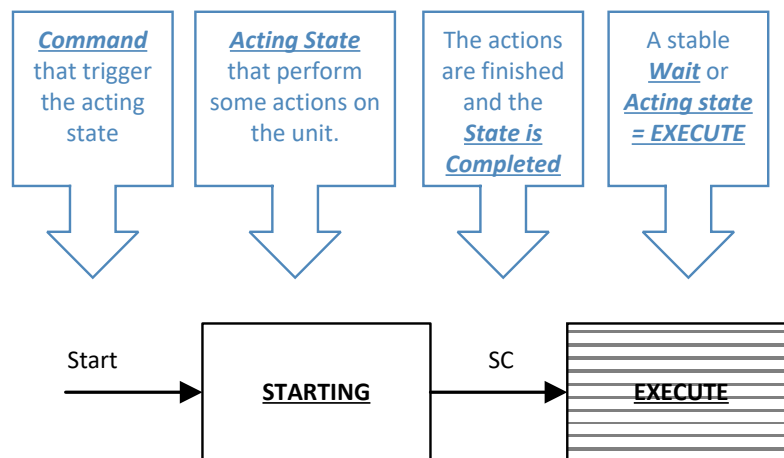 Command
that trigger
the acting
state
Acting State
that perform
some actions on
the unit.
The actions
are finished
and the
State is
Completed
A stable
Wait or
Acting state
= EXECUTE
Start
STARTING
SC
EXECUTE